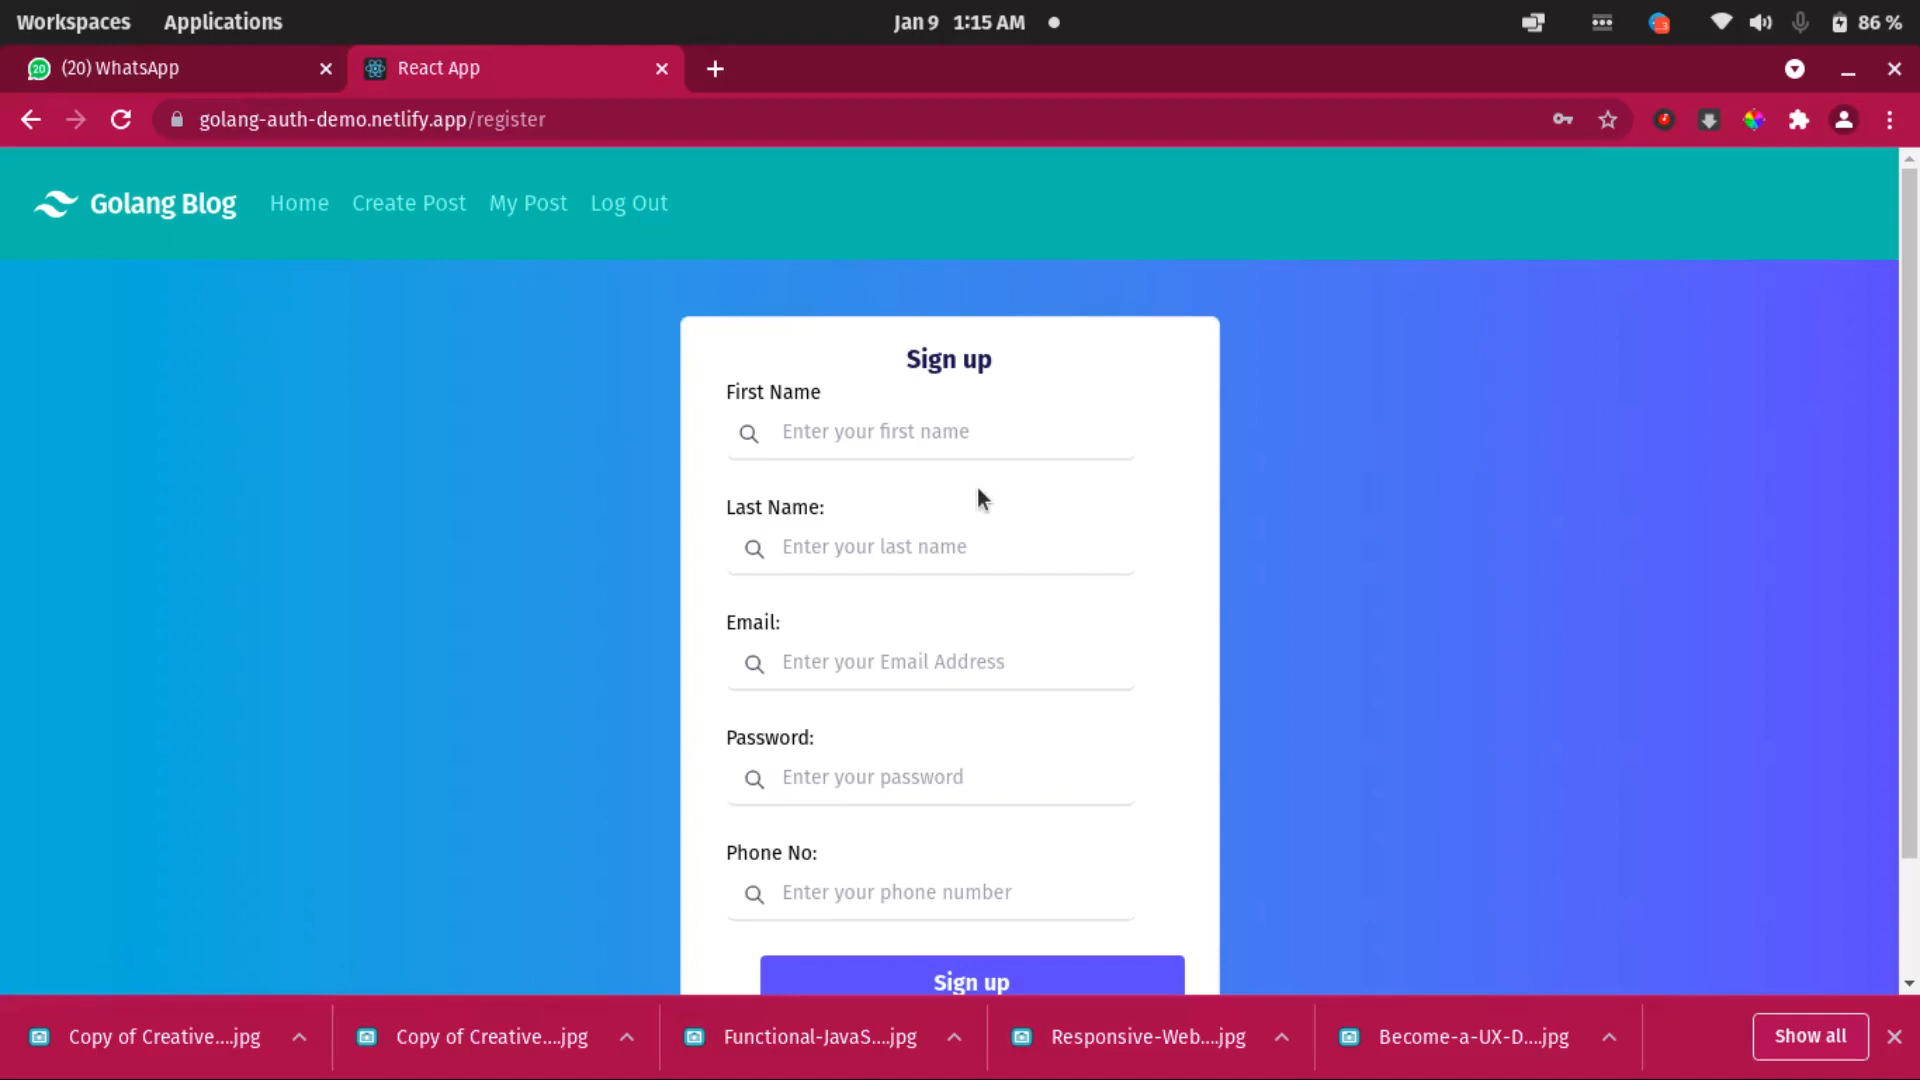 Workspaces Applications Jan 9 1:15 AM 86 %
20 (20) WhatsApp React App
golang-auth-demo.netlify.app/register
Golang Blog Home Create Post My Post Log Out
Sign up
First Name
Enter your first name
Last Name:
Enter your last name
Email:
Enter your Email Address
Password:
Enter your password
Phone No:
Enter your phone number
Sign up
Copy of Creative....jpg Copy of Creative....jpg Functional-JavaS....jpg Responsive-Web....jpg Become-a-UX-D....jpg Show all